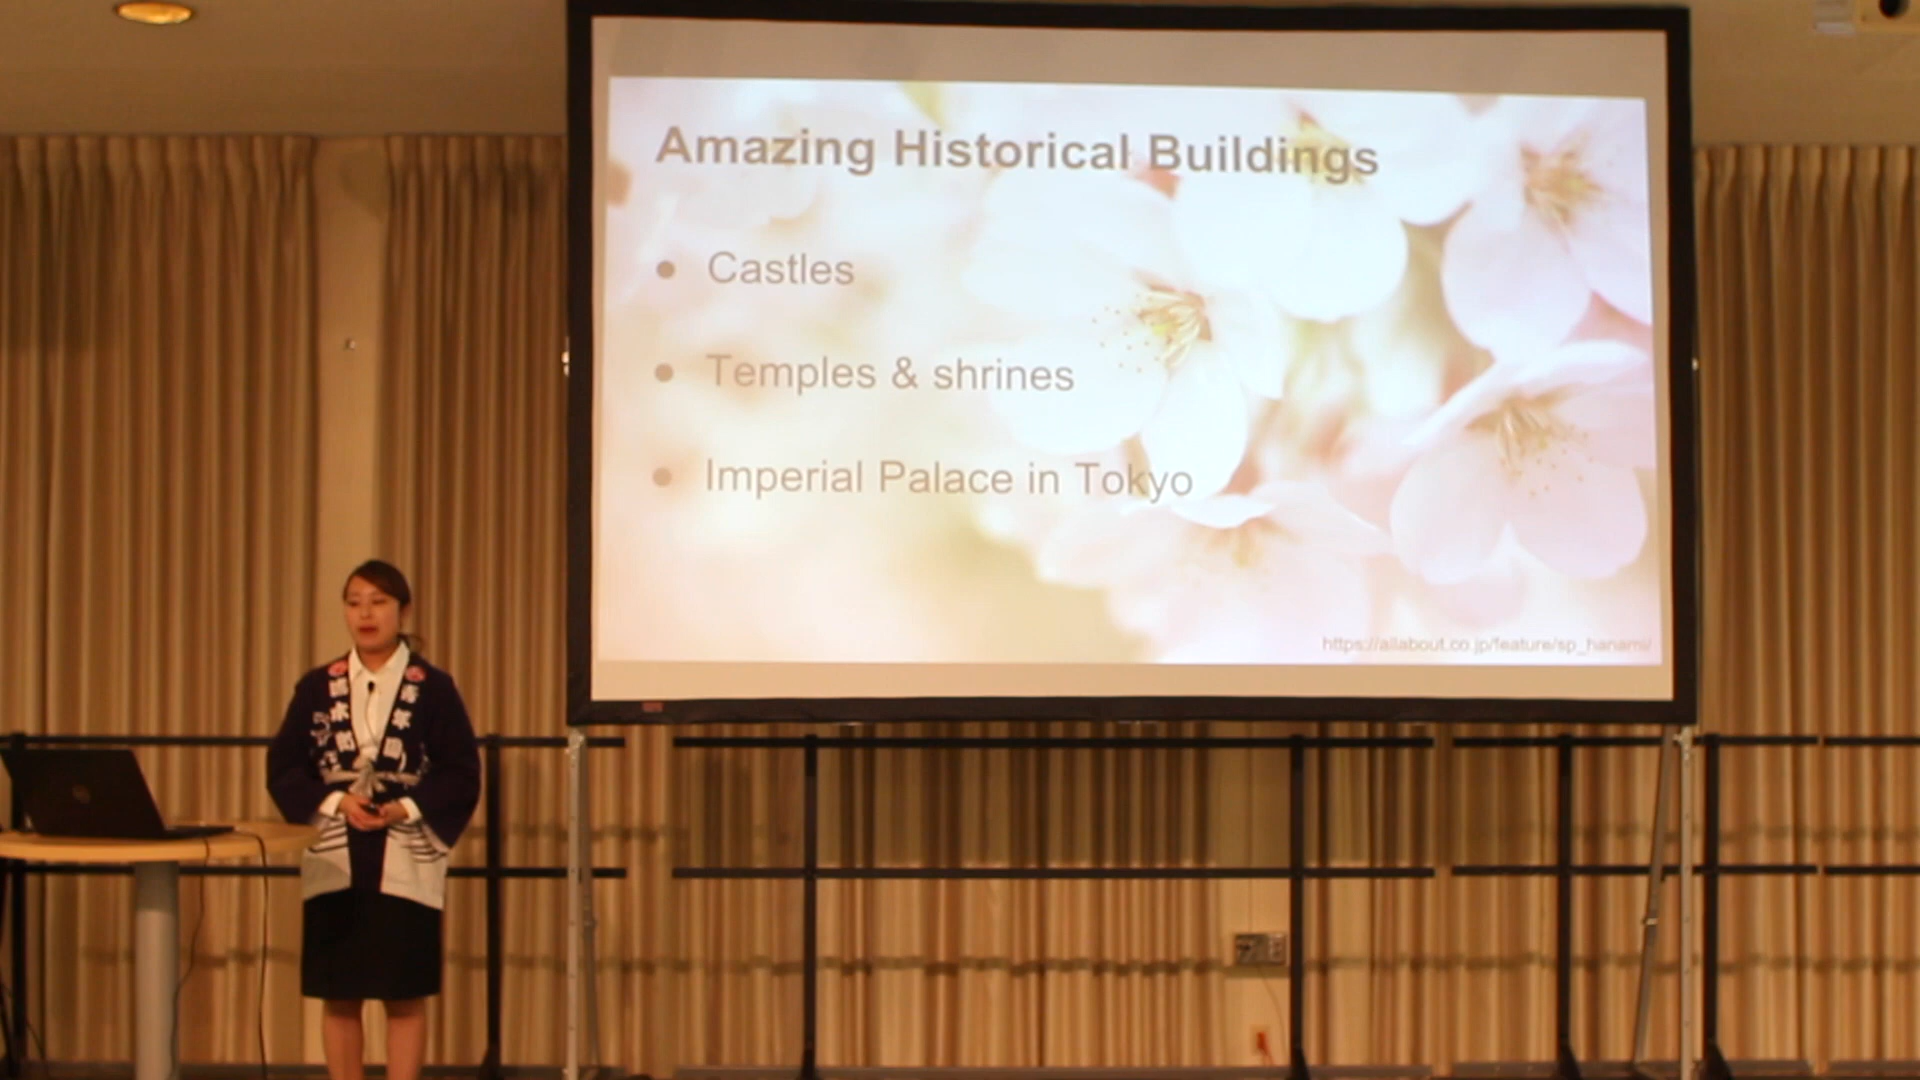 Amazing Historical Buildings
● Castles
● Temples & shrines
● Imperial Palace in Tokyo
https://allabout.co.jp/feature/sp_hanami/